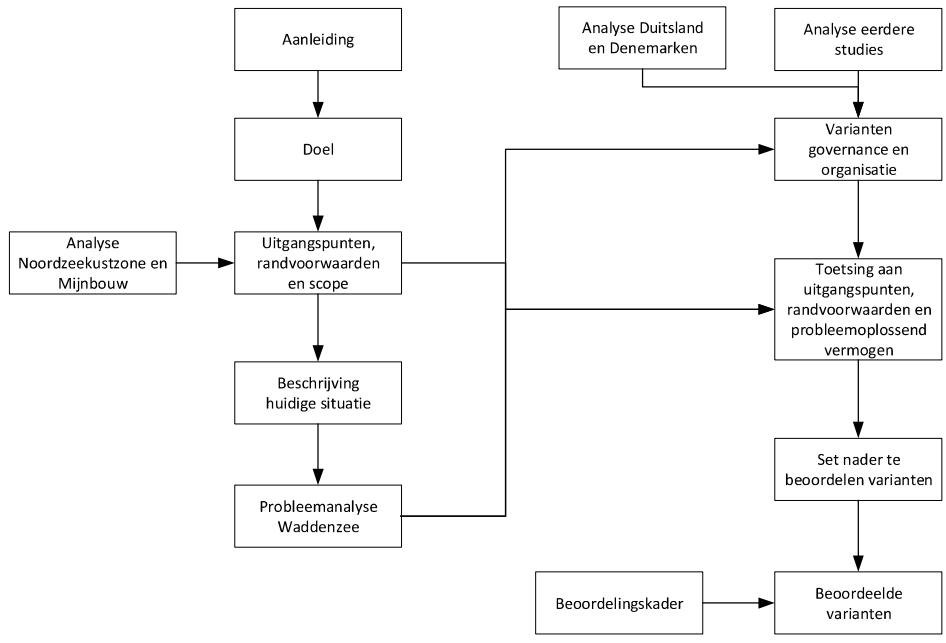 Aanleiding
Doel
Analyse
Noordzeekustzone en
Mijnbouw
Uitgangspunten,
randvoorwaarden
en scope
Beschrijving
huidige situatie
Probleemanalyse
Waddenzee
Analyse Duitsland
en Denemarken
Analyse eerdere
studies
Varianten
governance en
organisatie
Toetsing aan
uitgangspunten,
randvoorwaarden en
probleemoplossend
vermogen
Set nader te
beoordelen varianten
Beoordelingskader
Beoordeelde
varianten